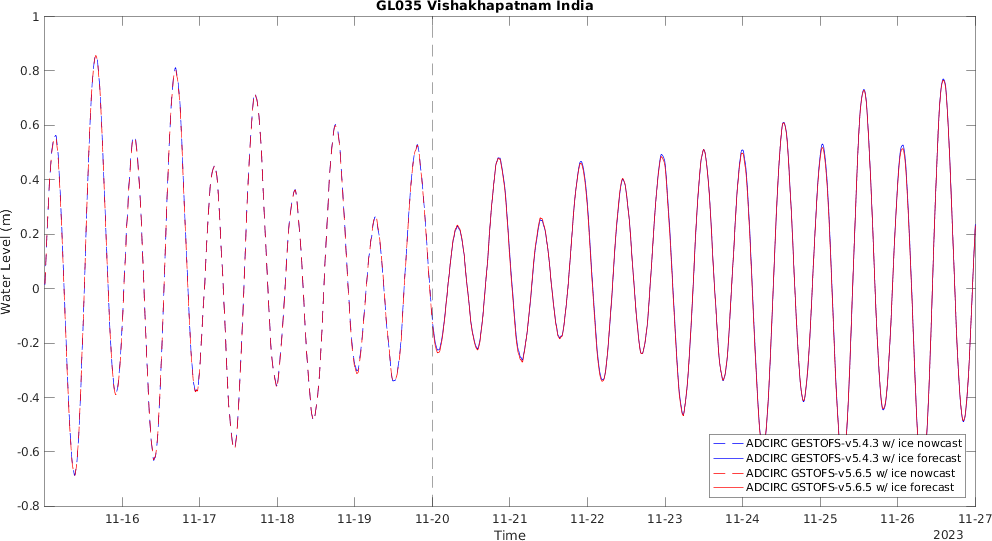 GL035 Vishakhapatnam India
Water Level (m)
1
0.8
0.6
0.4
0.2
0
-0.2
-0.4
-0.6
-0.8
ADCIRC GESTOFS-v5.4.3 w/ ice nowcast
ADCIRC GESTOFS-v5.4.3 w/ ice forecast
ADCIRC GSTOFS-v5.6.5 w/ ice nowcast
ADCIRC GSTOFS-v5.6.5 w/ ice forecast
11-16 11-17 11-18 11-19 11-20 11-21 11-22 11-23 11-24 11-25 11-26 11-27
Time
2023